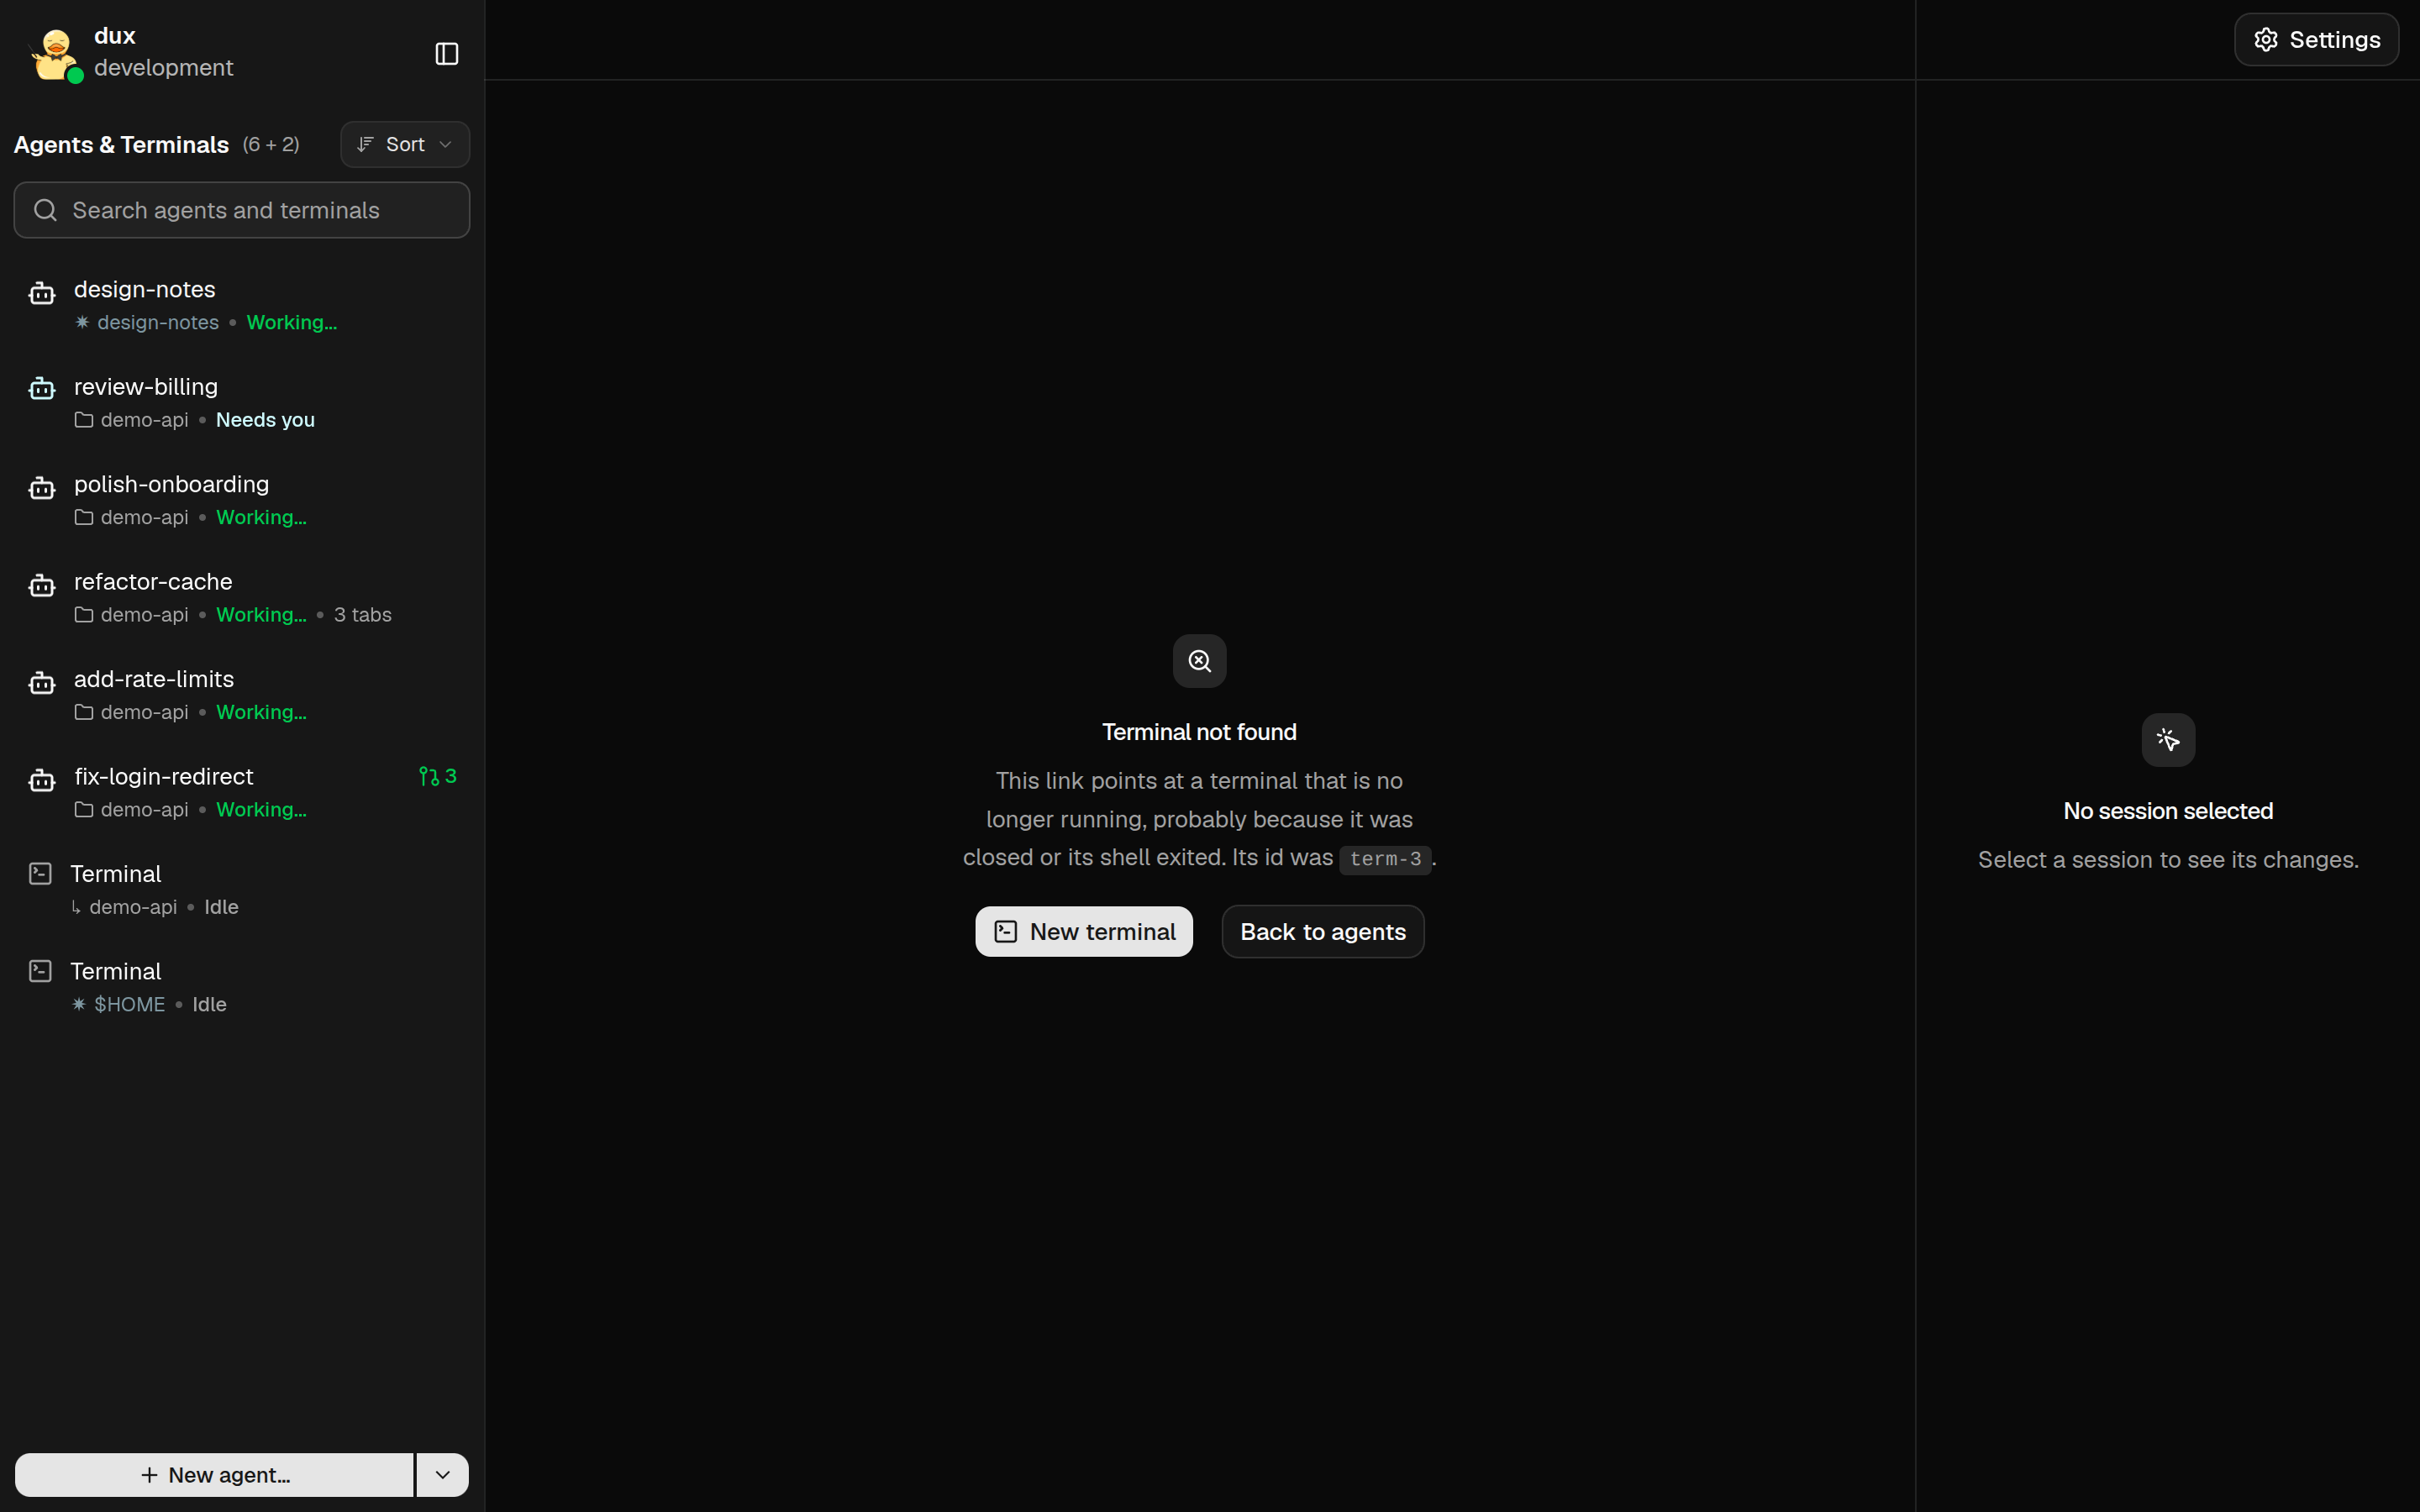 dux
development
Agents & Terminals (6 + 2)
Sort
Search agents and terminals
design-notes
design-notes • Working...
review-billing
demo-api • Needs you
polish-onboarding
demo-api • Working...
refactor-cache
demo-api • Working... • 3 tabs
add-rate-limits
demo-api • Working...
fix-login-redirect 3
demo-api • Working...
Terminal
↳ demo-api • Idle
Terminal
✷ $HOME • Idle
New agent...
Terminal not found
This link points at a terminal that is no
longer running, probably because it was
closed or its shell exited. Its id was term-3.
New terminal
Back to agents
Settings
No session selected
Select a session to see its changes.